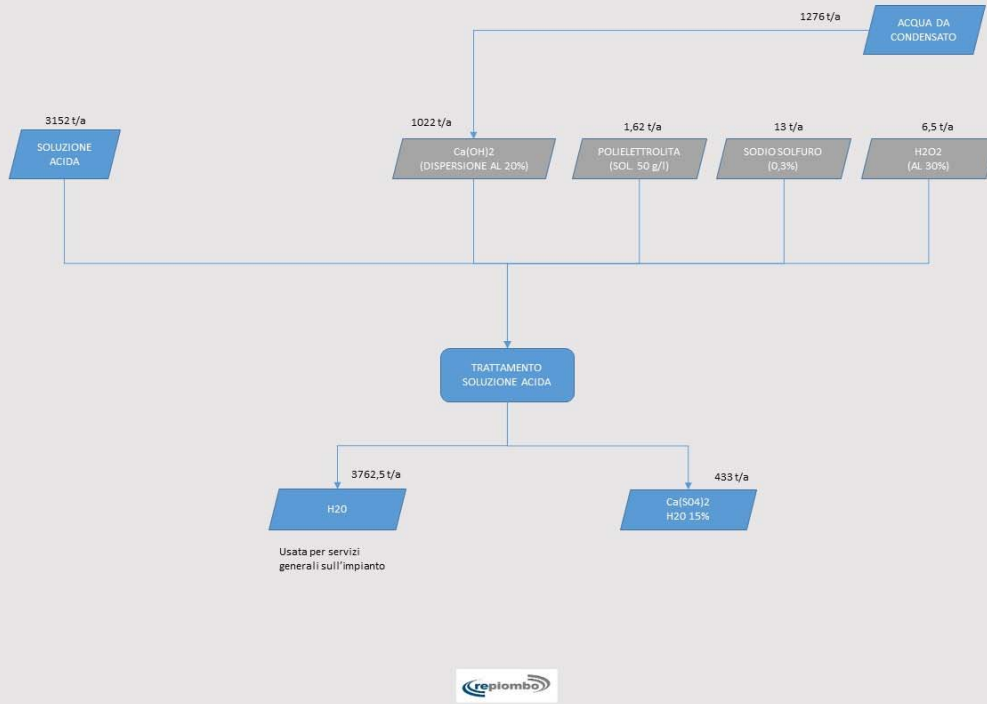 1276 t/a
ACQUA DA
CONDENSATO
3152 t/a
SOLUZIONE
ACIDA
1022 t/a
Ca(OH)2
(DISPERSIONE AL 20%)
1,62 t/a
POLIELETTROLITA
(SOL. 50 g/l)
13 t/a
SODIO SOLFURO
(0,3%)
6,5 t/a
H2O2
(AL 30%)
TRATTAMENTO
SOLUZIONE ACIDA
3762,5 t/a
H20
Usata per servizi
generali sull'impianto
433 t/a
Ca(S04)2
H20 15%
repiombo